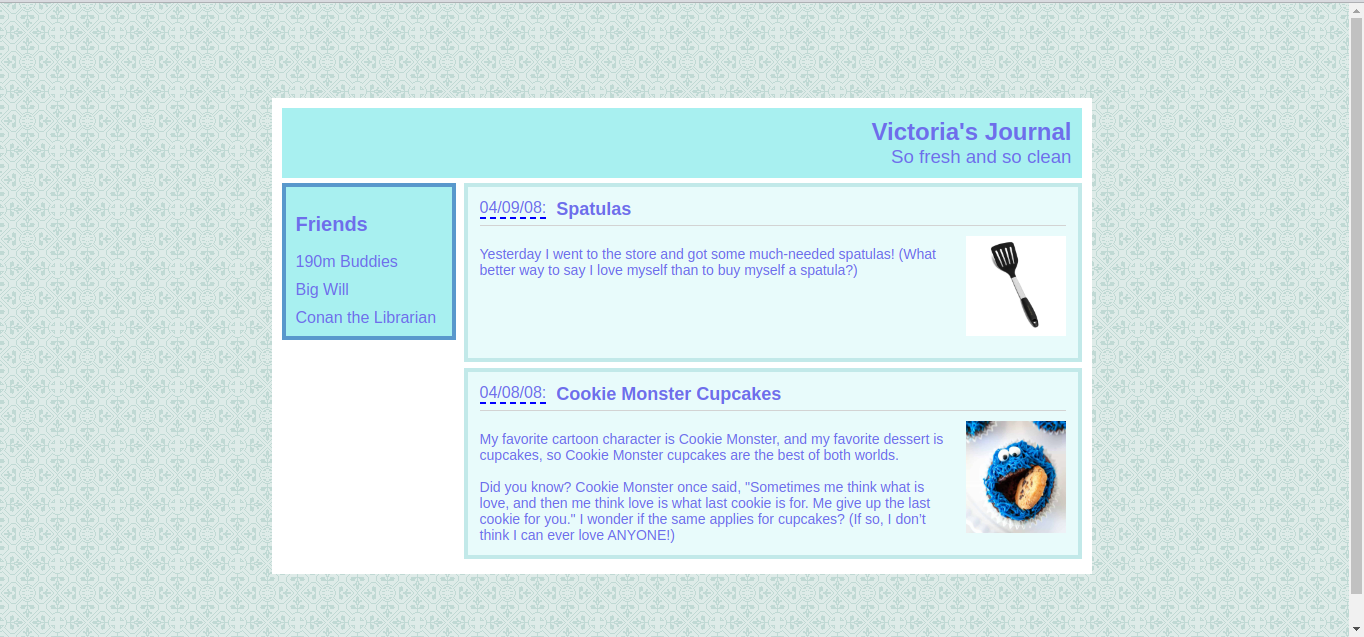 Victoria's Journal
So fresh and so clean
Friends
190m Buddies
Big Will
Conan the Librarian
04/09/08: Spatulas
Yesterday I went to the store and got some much-needed spatulas! (What
better way to say I love myself than to buy myself a spatula?)
04/08/08: Cookie Monster Cupcakes
My favorite cartoon character is Cookie Monster, and my favorite dessert is
cupcakes, so Cookie Monster cupcakes are the best of both worlds.
Did you know? Cookie Monster once said, "Sometimes me think what is
love, and then me think love is what last cookie is for. Me give up the last
cookie for you." I wonder if the same applies for cupcakes? (If so, I don't
think I can ever love ANYONE!)